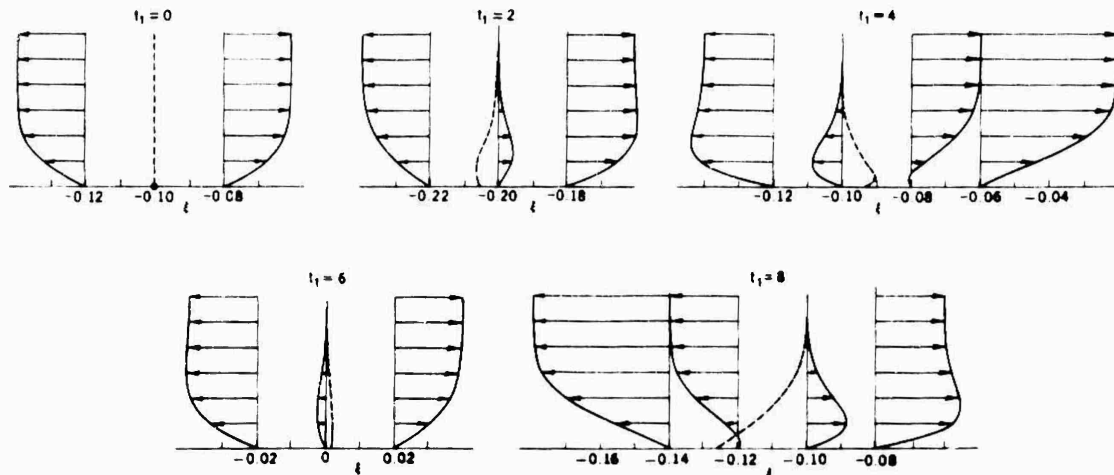 t₁ = 0
t₁ = 2
t₁ = 4
-0.12 -0.10 -0.08
ξ
-0.22 -0.20 -0.18
ξ
-0.12 -0.10 -0.08 -0.06 -0.04
ξ
t₁ = 6
t₁ = 8
-0.02 0 0.02
ξ
-0.16 -0.14 -0.12 -0.10 -0.08
ξ